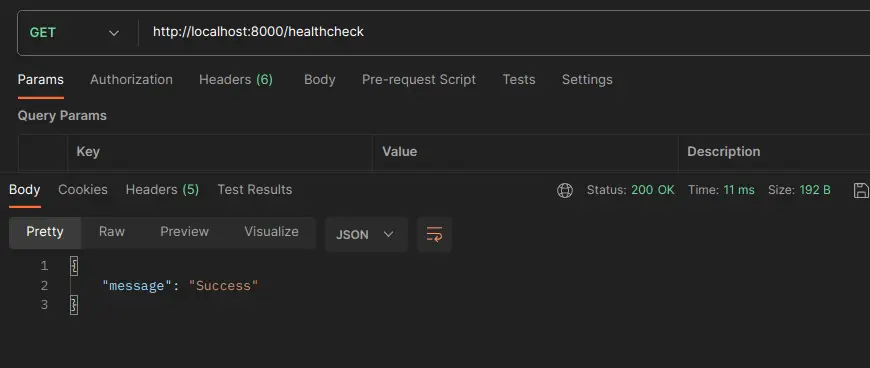 GET http://localhost:8000/healthcheck
Params Authorization Headers (6) Body Pre-request Script Tests Settings
Query Params
Key Value Description
Body Cookies Headers (5) Test Results Status: 200 OK Time: 11 ms Size: 192 B
Pretty Raw Preview Visualize JSON
1 {
2 "message": "Success"
3 }